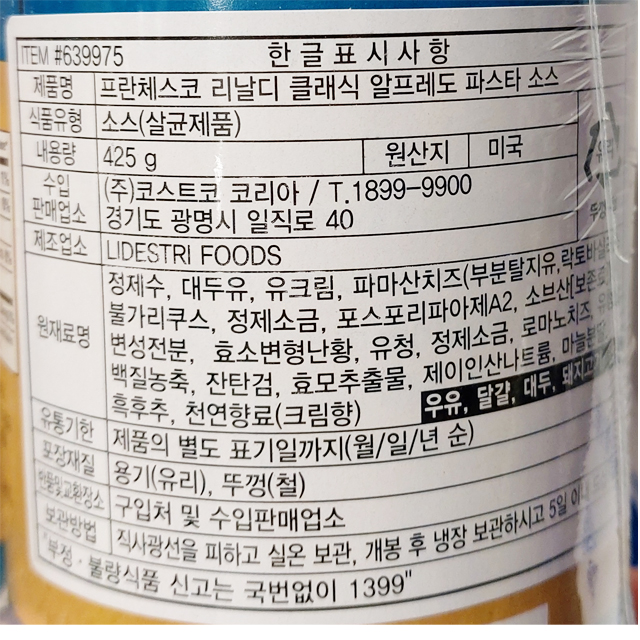 ITEM #639975 한글표시사항
제품명 프란체스코 리날디 클래식 알프레도 파스타 소스
식품유형 소스(살균제품)
내용량 425 g 원산지 미국
수입 판매업소 (주)코스트코 코리아 / T.1899-9900
경기도 광명시 일직로 40
제조업소 LIDESTRI FOODS
원재료명 정제수, 대두유, 유크림, 파마산치즈(부분탈지유,
불가리쿠스, 정제소금, 포스포리파아제A2, 소브산[보존료
변성전분, 효소변형난황, 유청, 정제소금, 로마노치즈,
백질농축, 잔탄검, 효모추출물, 제이인산나트륨,
흑후추, 천연향료(크림향)
우유, 달걀, 대두,
유통기한 제품의 별도 표기일까지(월/일/년 순)
포장재질 용기(유리), 뚜껑(철)
구입처 및 수입판매업소
보관방법 직사광선을 피하고 실온 보관, 개봉 후 냉장 보관하시고 5일
"부정·불량식품 신고는 국번없이 1399"